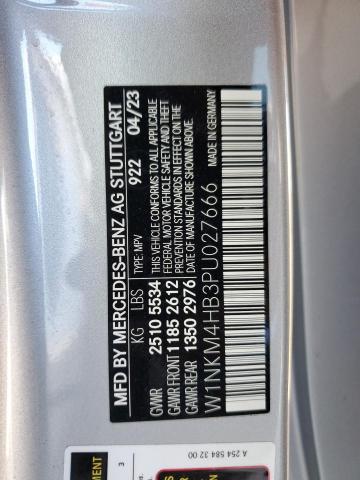 MFD BY MERCEDES-BENZ AG STUTTGART
922 04/23
KG LBS TYPE: MPV
GVWR 2510 5534 THIS VEHICLE CONFORMS TO ALL APPLICABLE
GAWR FRONT 1185 2612 FEDERAL MOTOR VEHICLE SAFETY AND THEFT
GAWR REAR 1350 2976 PREVENTION STANDARDS IN EFFECT ON THE
DATE OF MANUFACTURE SHOWN ABOVE.
W1NKM4HB3PU027666 MADE IN GERMANY
A 254 584 32 00
3